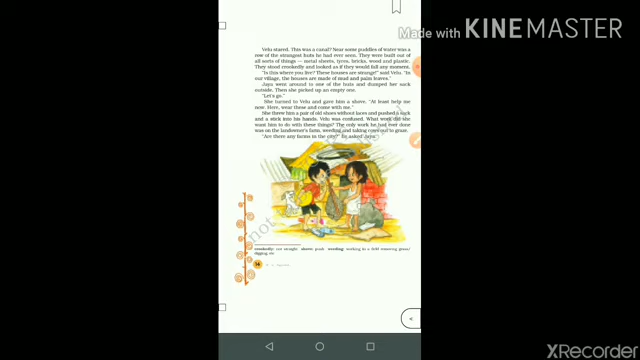 Made with KINEMASTER
Velu stared. This was a canal? Near some puddles of water was a
row of the strangest huts he had ever seen. They were built out of
all sorts of things — metal sheets, tyres, bricks, wood and plastic.
They stood crookedly and looked as if they would fall any moment.
"Is this where you live? These houses are strange!" said Velu. "In
our village, the houses are made of mud and palm leaves."
Jaya went around to one of the huts and dumped her sack
outside. Then she picked up an empty one.
"Let's go."
She turned to Velu and gave him a shove. "At least help me
now. Here, wear these and come with me."
She threw him a pair of old shoes without laces and pushed a sack
and a stick into his hands. Velu was confused. What work did she
want him to do with these things? The only work he had ever done
was on the landowner's farm, weeding and taking cows out to graze.
"Are there any farms in the city?" he asked Jaya.
not
crookedly: not straight shove: push weeding: working in a field removing grass/
digging etc
14
XRecorder